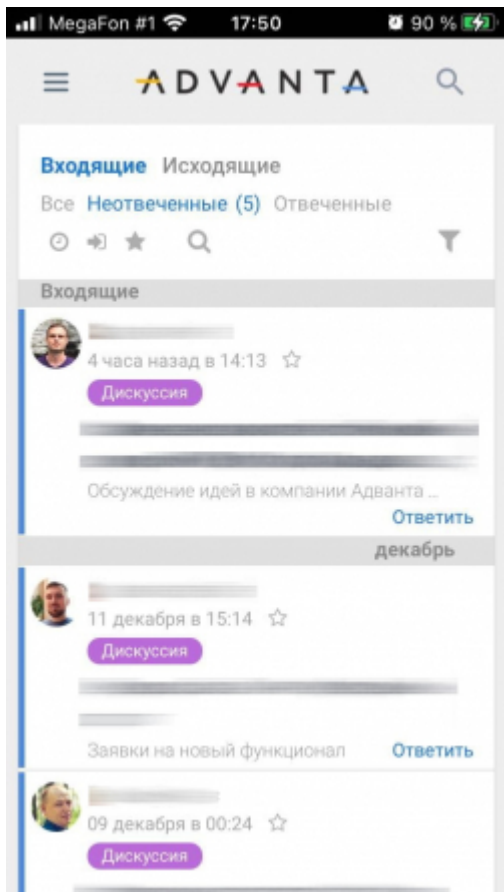 MegaFon #1 17:50 90 %
ADVANTA
Входящие Исходящие
Все Неотвеченные (5) Отвеченные
Входящие
4 часа назад в 14:13
Дискуссия
Обсуждение идей в компании Адванта ...
Ответить
декабрь
11 декабря в 15:14
Дискуссия
Заявки на новый функционал Ответить
09 декабря в 00:24
Дискуссия